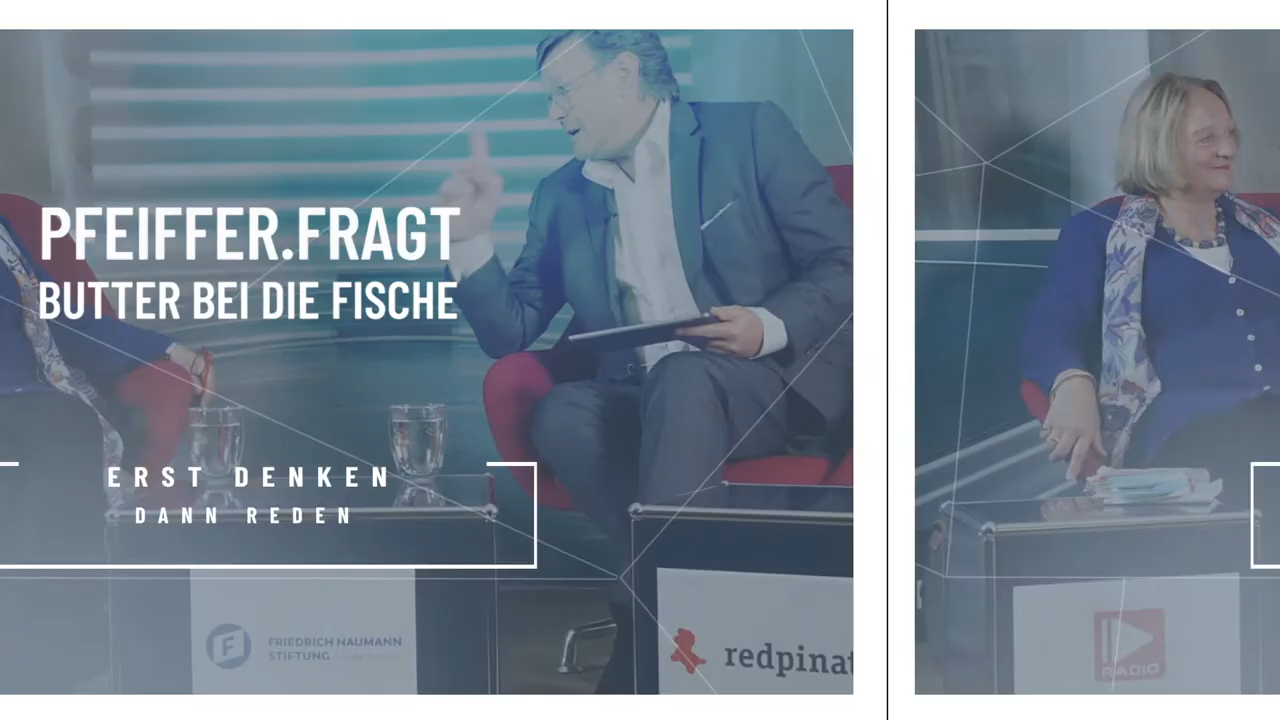 PFEIFFER.FRAGT
BUTTER BEI DIE FISCHE
ERST DENKEN
DANN REDEN
FRIEDRICH NAUMANN
STIFTUNG
redpinat
RADIO